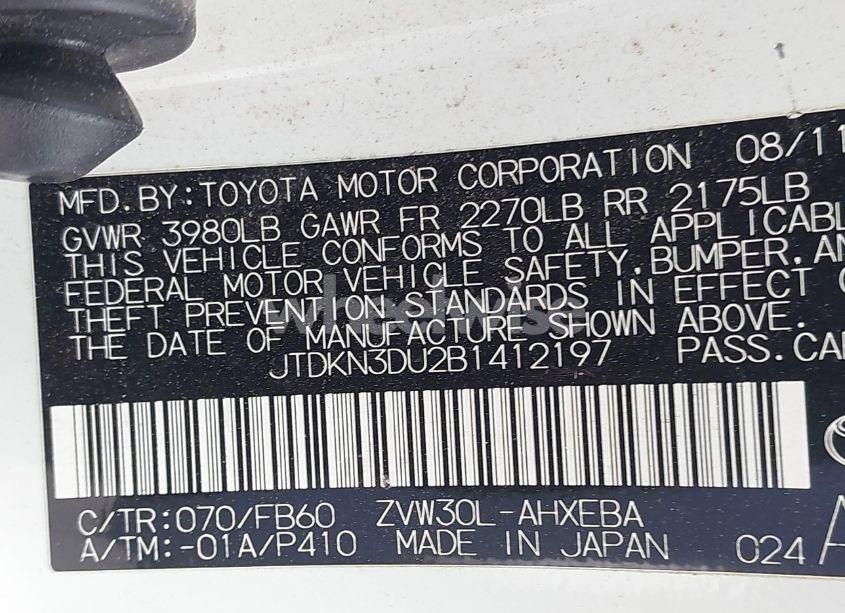 MFD. BY: TOYOTA MOTOR CORPORATION 08/11
GVWR 3980LB GAWR FR 2270LB RR 2175LB
THIS VEHICLE CONFORMS TO ALL APPLICABL
FEDERAL MOTOR VEHICLE SAFETY, BUMPER, AN
THEFT PREVENTION STANDARDS IN EFFECT
THE DATE OF MANUFACTURE SHOWN ABOVE.
JTDKN3DU2B1412197 PASS. CA
C/TR: 070/FB60 ZVW30L-AHXEBA
A/TM: -01A/P410 MADE IN JAPAN 024 A
wheelwise